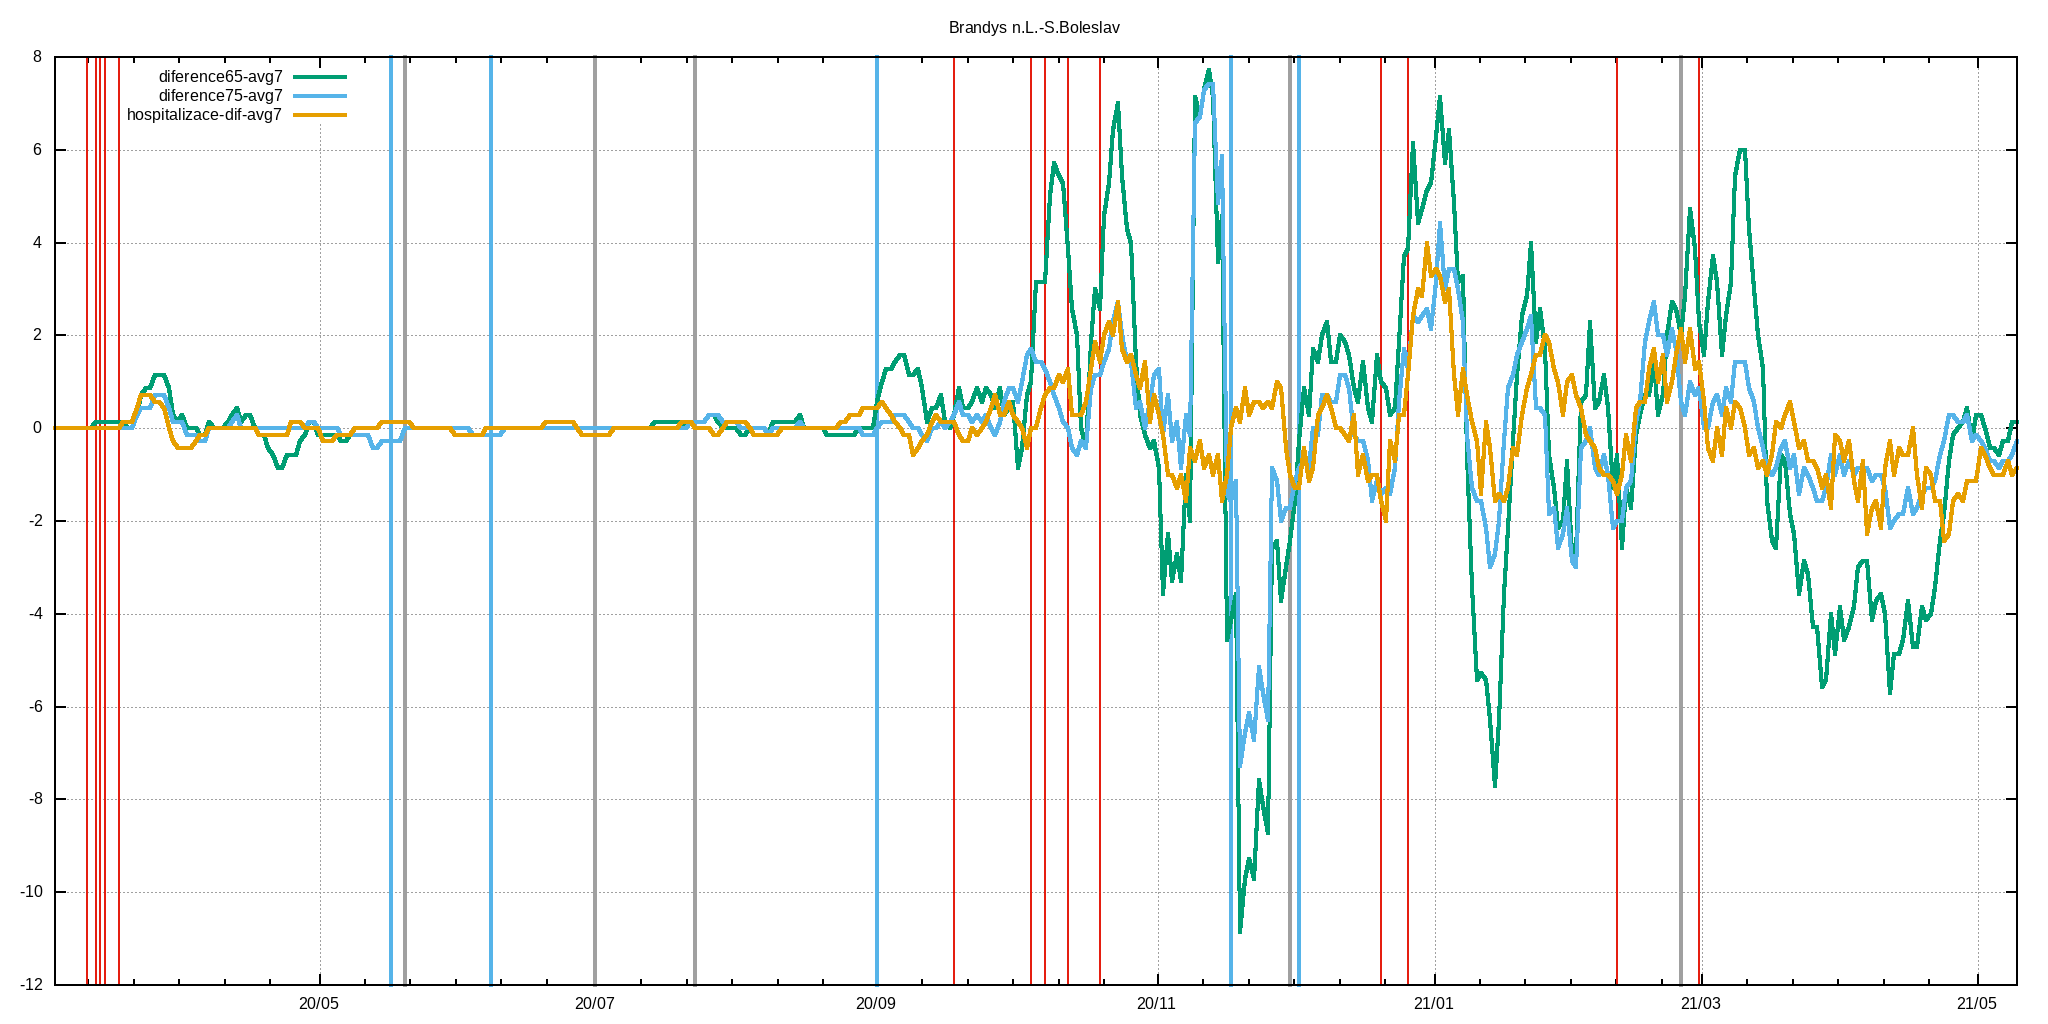 Brandys n.L.-S.Boleslav
diference65-avg7
diference75-avg7
hospitalizace-dif-avg7
8
6
4
2
0
-2
-4
-6
-8
-10
-12
20/05 20/07 20/09 20/11 21/01 21/03 21/05